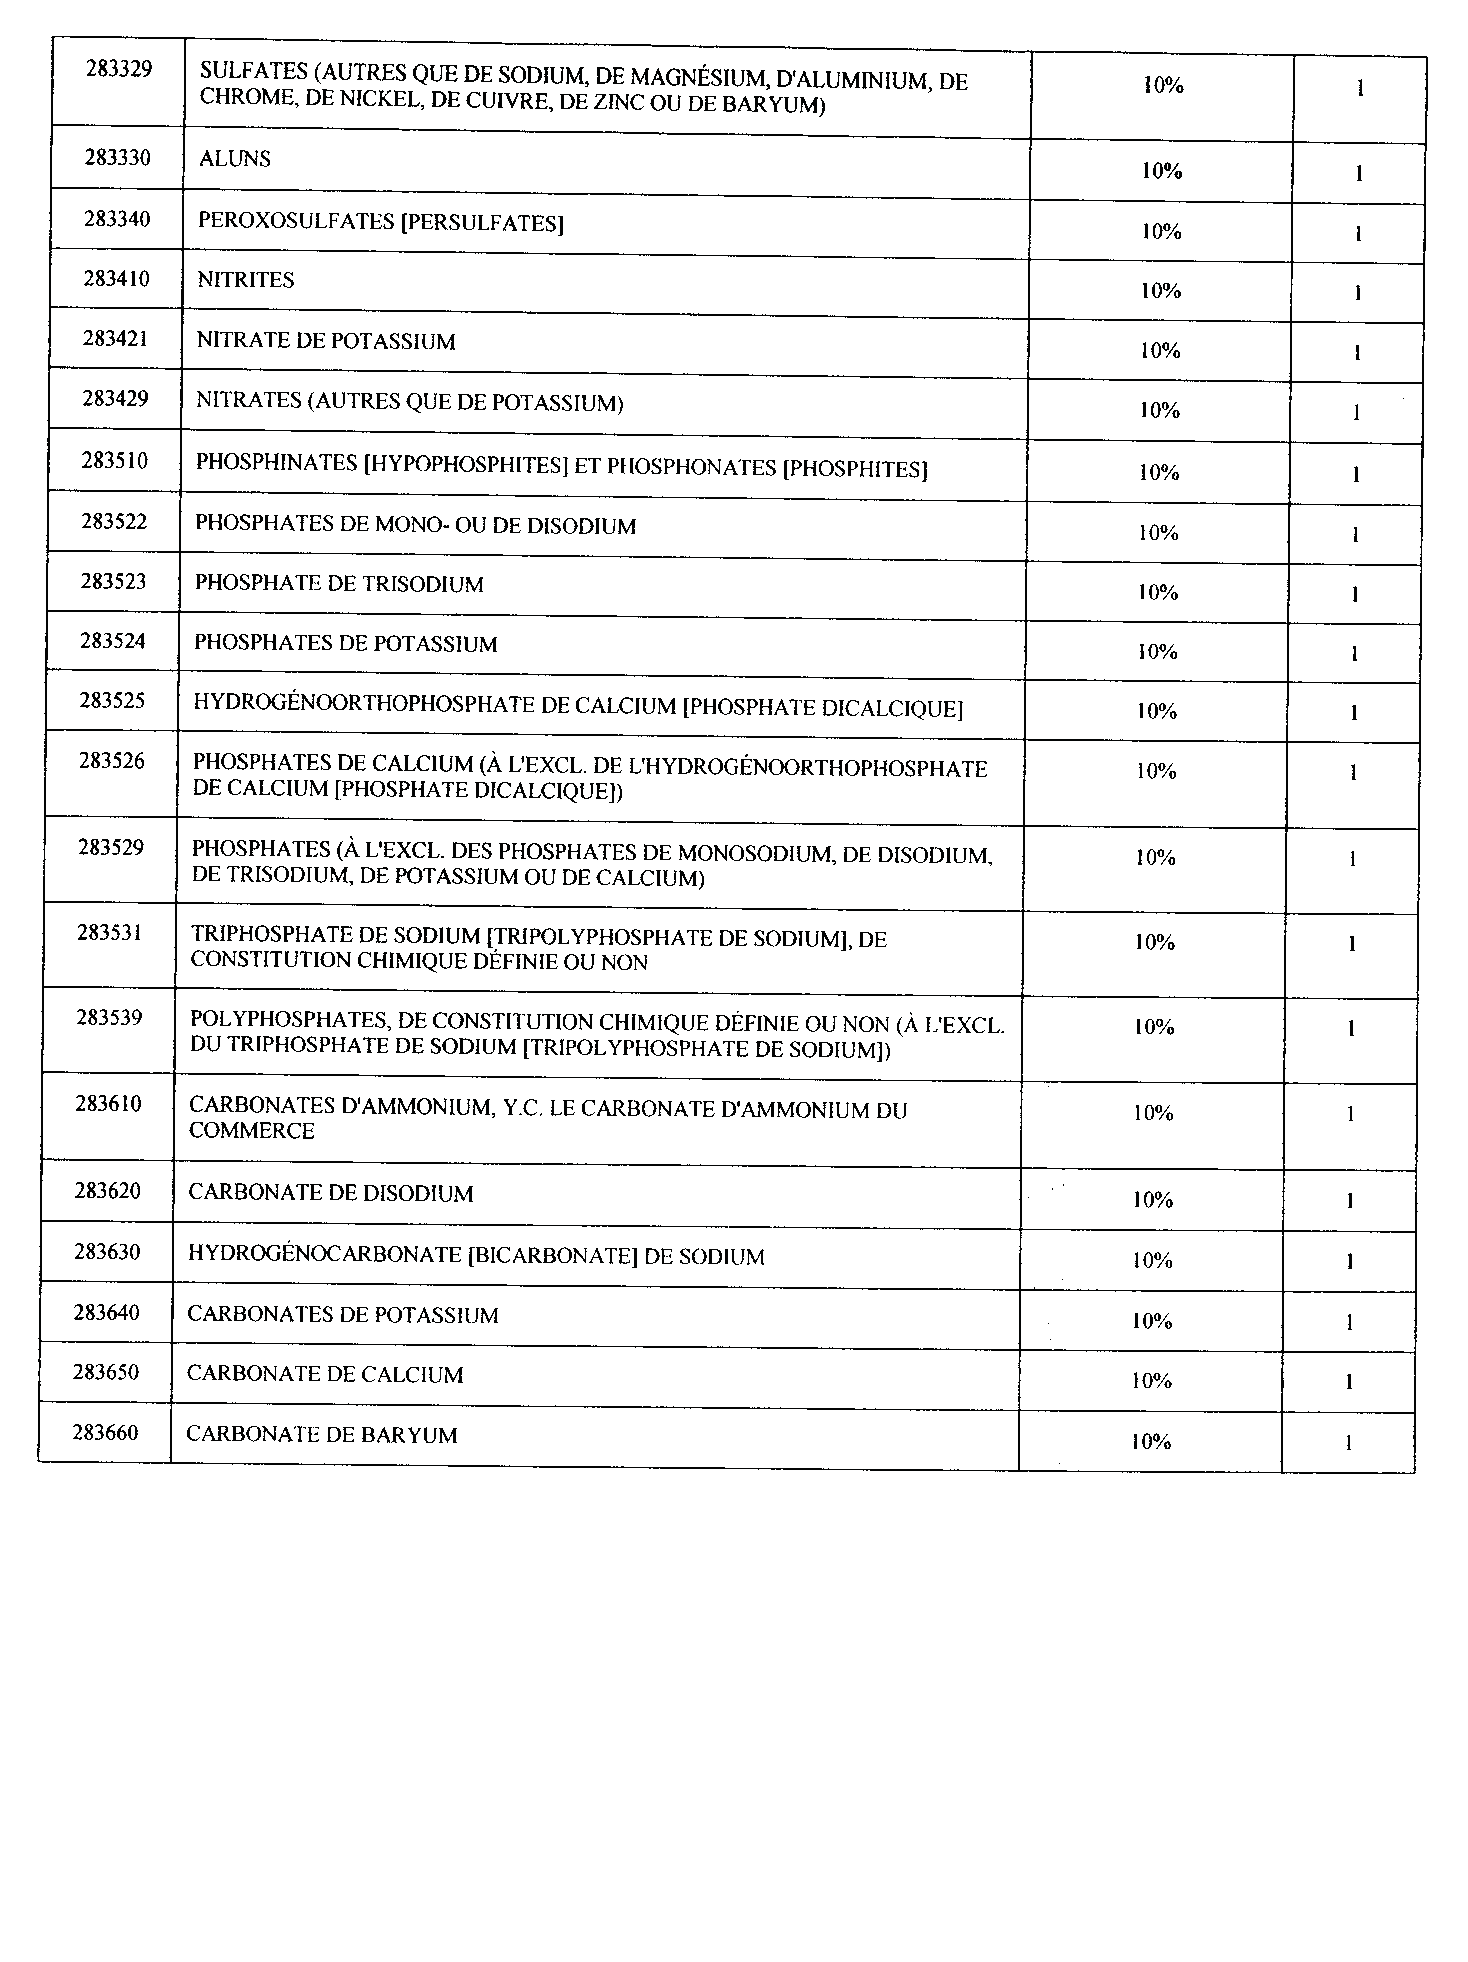 283329 SULFATES (AUTRES QUE DE SODIUM, DE MAGNÉSIUM, D'ALUMINIUM, DE 10% 1
CHROME, DE NICKEL, DE CUIVRE, DE ZINC OU DE BARYUM)
283330 ALUNS 10% 1
283340 PEROXOSULFATES [PERSULFATES] 10% 1
283410 NITRITES 10% 1
283421 NITRATE DE POTASSIUM 10% 1
283429 NITRATES (AUTRES QUE DE POTASSIUM) 10% 1
283510 PHOSPHINATES [HYPOPHOSPHITES] ET PHOSPHONATES [PHOSPHITES] 10% 1
283522 PHOSPHATES DE MONO- OU DE DISODIUM 10% 1
283523 PHOSPHATE DE TRISODIUM 10% 1
283524 PHOSPHATES DE POTASSIUM 10% 1
283525 HYDROGÉNOORTHOPHOSPHATE DE CALCIUM [PHOSPHATE DICALCIQUE] 10% 1
283526 PHOSPHATES DE CALCIUM (À L'EXCL. DE L'HYDROGÉNOORTHOPHOSPHATE 10% 1
DE CALCIUM [PHOSPHATE DICALCIQUE])
283529 PHOSPHATES (À L'EXCL. DES PHOSPHATES DE MONOSODIUM, DE DISODIUM, 10% 1
DE TRISODIUM, DE POTASSIUM OU DE CALCIUM)
283531 TRIPHOSPHATE DE SODIUM [TRIPOLYPHOSPHATE DE SODIUM], DE 10% 1
CONSTITUTION CHIMIQUE DÉFINIE OU NON
283539 POLYPHOSPHATES, DE CONSTITUTION CHIMIQUE DÉFINIE OU NON (À L'EXCL. 10% 1
DU TRIPHOSPHATE DE SODIUM [TRIPOLYPHOSPHATE DE SODIUM])
283610 CARBONATES D'AMMONIUM, Y.C. LE CARBONATE D'AMMONIUM DU 10% 1
COMMERCE
283620 CARBONATE DE DISODIUM 10% 1
283630 HYDROGÉNOCARBONATE [BICARBONATE] DE SODIUM 10% 1
283640 CARBONATES DE POTASSIUM 10% 1
283650 CARBONATE DE CALCIUM 10% 1
283660 CARBONATE DE BARYUM 10% 1